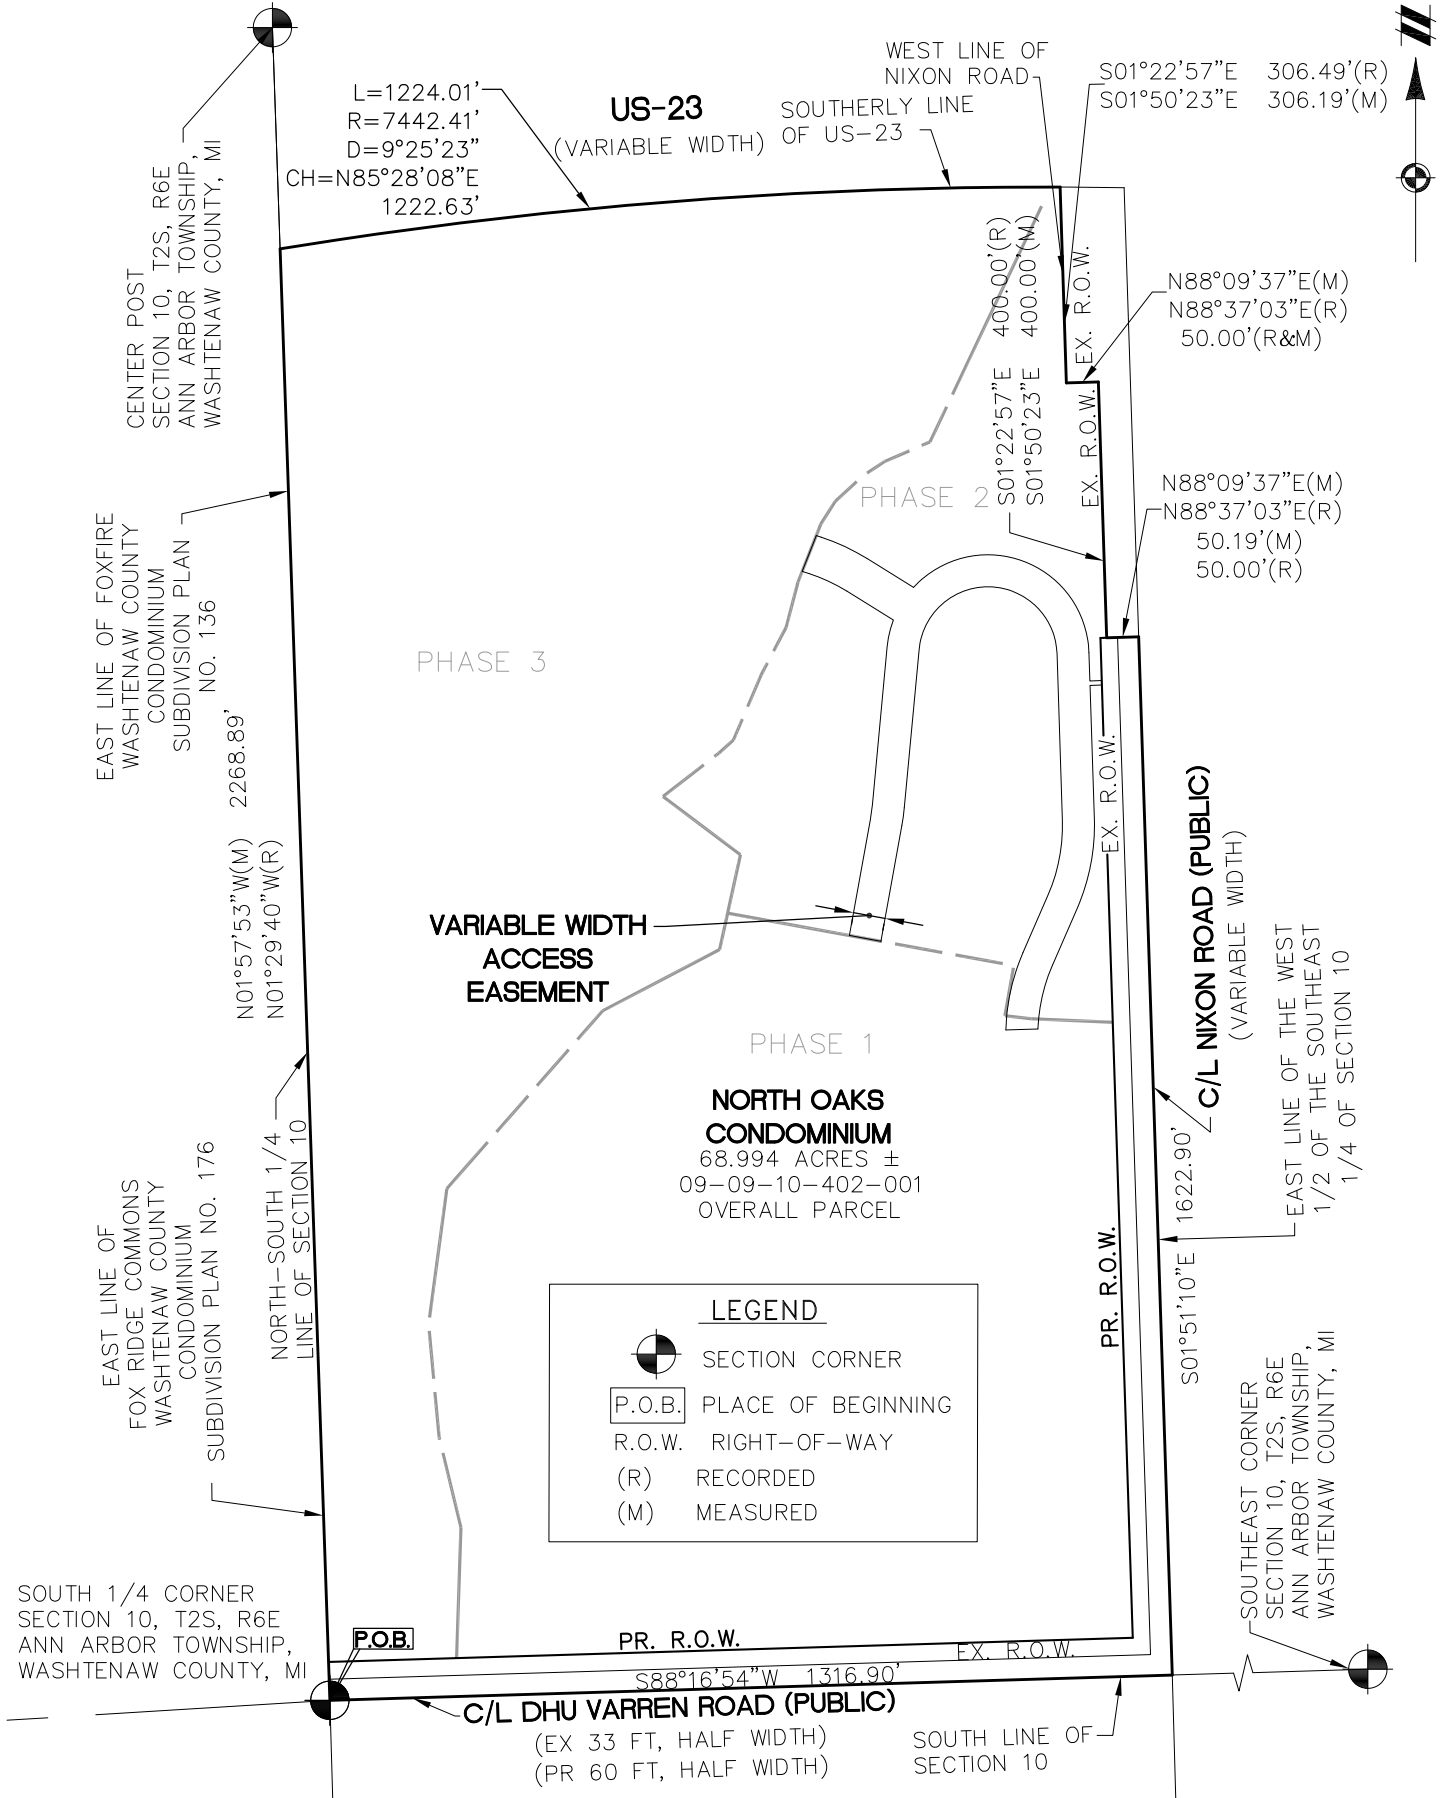 WEST LINE OF
NIXON ROAD
S01°22'57"E 306.49'(R)
S01°50'23"E 306.19'(M)
L=1224.01'
R=7442.41'
D=9°25'23"
CH=N85°28'08"E
1222.63'
US-23
(VARIABLE WIDTH)
SOUTHERLY LINE
OF US-23
CENTER POST
SECTION 10, T2S, R6E
ANN ARBOR TOWNSHIP,
WASHTENAW COUNTY, MI
S01°22'57"E 400.00'(R)
S01°50'23"E 400.00'(M)
EX. R.O.W.
N88°09'37"E(M)
N88°37'03"E(R)
50.00'(R&M)
EX. R.O.W.
N88°09'37"E(M)
N88°37'03"E(R)
50.19'(M)
50.00'(R)
PHASE 2
EAST LINE OF FOXFIRE
WASHTENAW COUNTY
CONDOMINIUM
SUBDIVISION PLAN
NO. 136
PHASE 3
N01°57'53"W(M) 2268.89'
N01°29'40"W(R)
EX. R.O.W.
VARIABLE WIDTH
ACCESS
EASEMENT
C/L NIXON ROAD (PUBLIC)
(VARIABLE WIDTH)
EAST LINE OF THE WEST
1/2 OF THE SOUTHEAST
1/4 OF SECTION 10
PHASE 1
NORTH OAKS
CONDOMINIUM
68.994 ACRES ±
09-09-10-402-001
OVERALL PARCEL
EAST LINE OF
FOX RIDGE COMMONS
WASHTENAW COUNTY
CONDOMINIUM
SUBDIVISION PLAN NO. 176
NORTH-SOUTH 1/4
LINE OF SECTION 10
PR. R.O.W.
S01°51'10"E 1622.90'
LEGEND
SECTION CORNER
P.O.B. PLACE OF BEGINNING
R.O.W. RIGHT-OF-WAY
(R) RECORDED
(M) MEASURED
SOUTHEAST CORNER
SECTION 10, T2S, R6E
ANN ARBOR TOWNSHIP,
WASHTENAW COUNTY, MI
SOUTH 1/4 CORNER
SECTION 10, T2S, R6E
ANN ARBOR TOWNSHIP,
WASHTENAW COUNTY, MI
P.O.B.
PR. R.O.W.
EX. R.O.W.
S88°16'54"W 1316.90'
C/L DHU VARREN ROAD (PUBLIC)
(EX 33 FT, HALF WIDTH)
(PR 60 FT, HALF WIDTH)
SOUTH LINE OF
SECTION 10